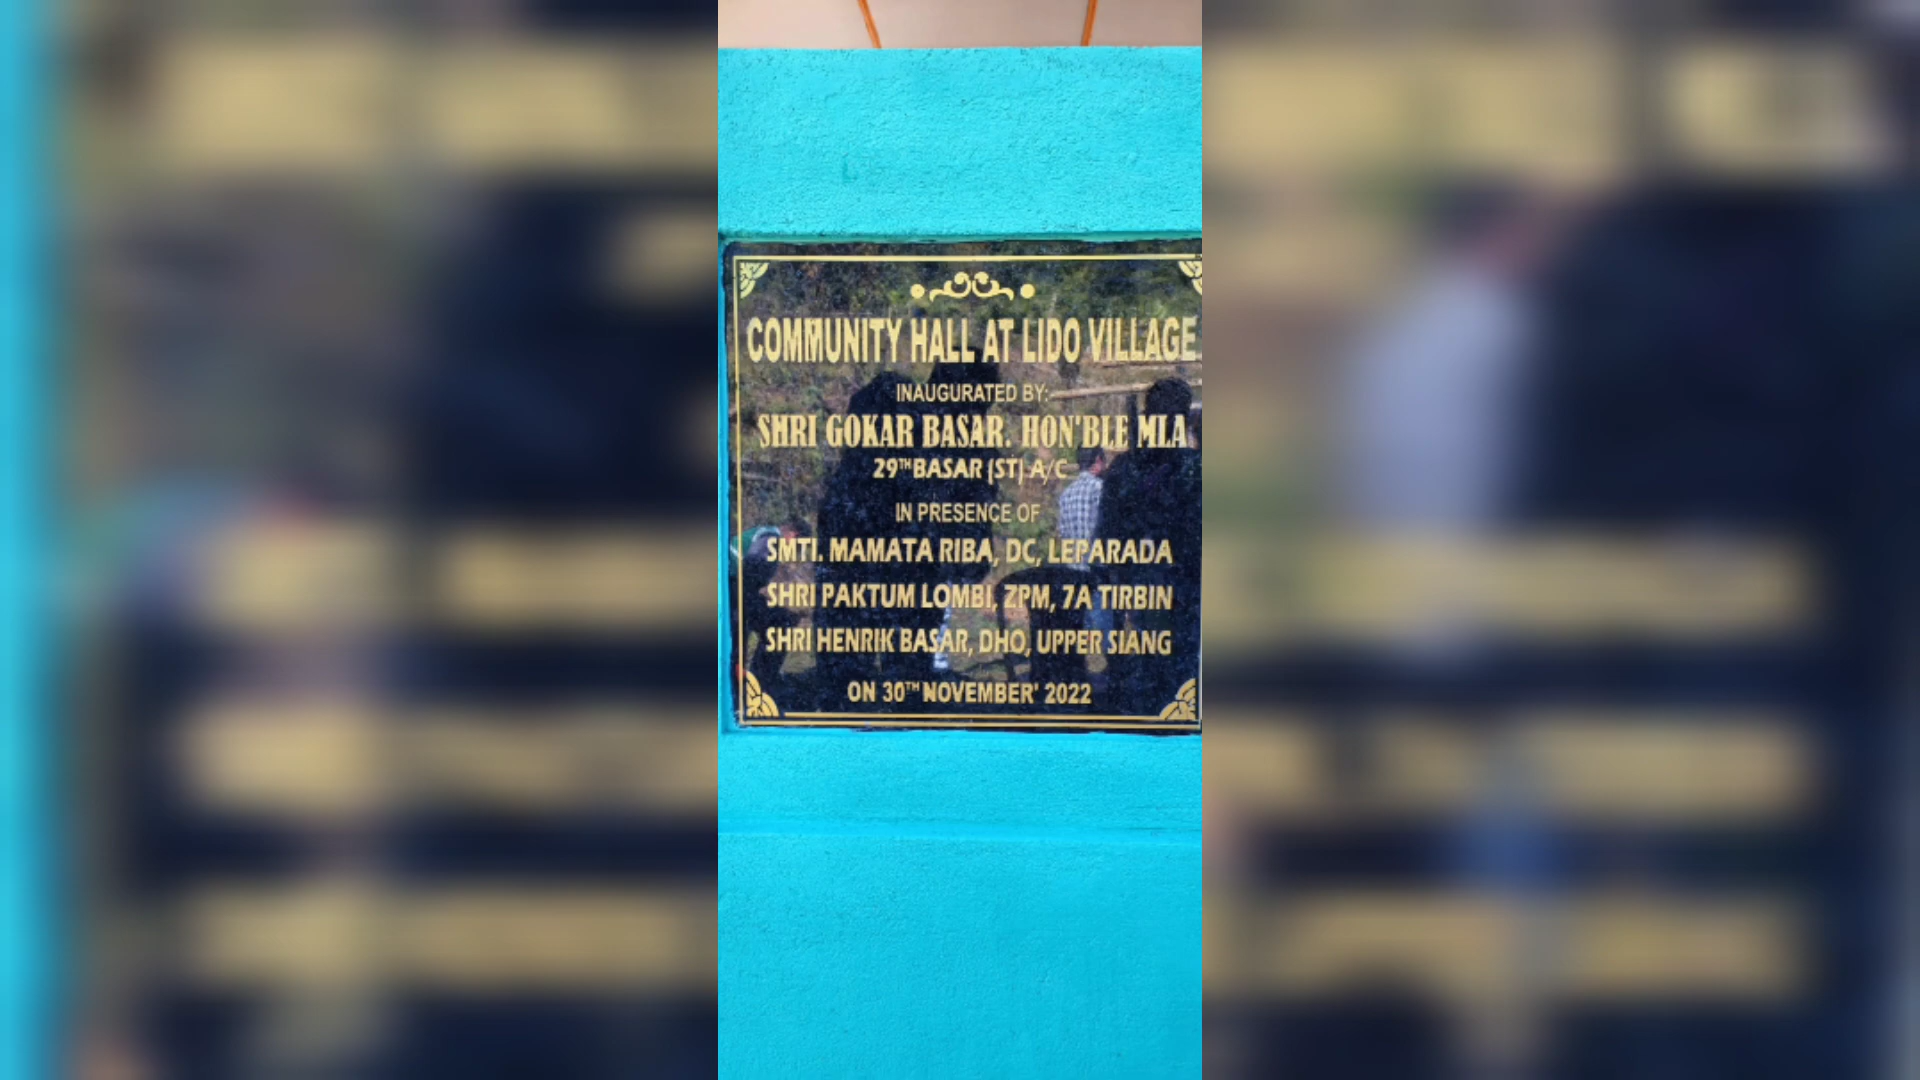 COMMUNITY HALL AT LIDO VILLAGE
INAUGURATED BY:-
SHRI GOKAR BASAR. HON'BLE MLA
29TH BASAR (ST) A/C
IN PRESENCE OF
SMTI. MAMATA RIBA, DC, LEPARADA
SHRI PAKTUM LOMBI, ZPM, 7A TIRBIN
SHRI HENRIK BASAR, DHO, UPPER SIANG
ON 30TH NOVEMBER' 2022